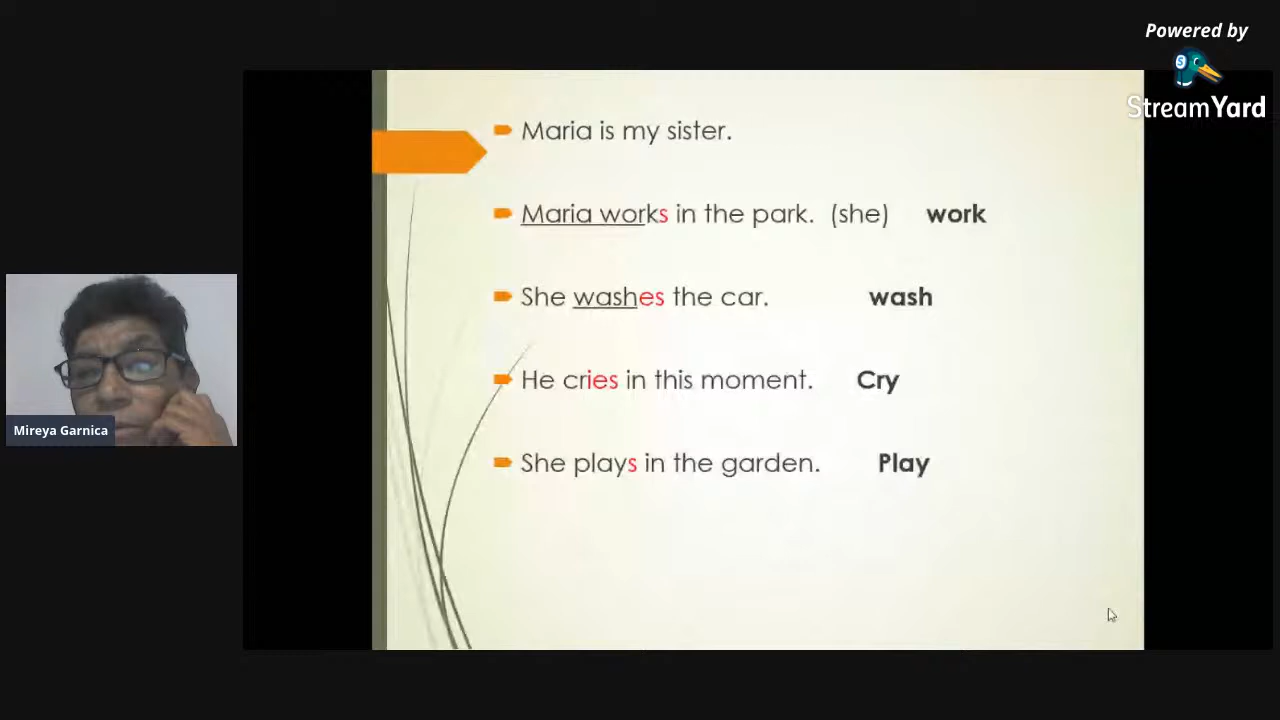 Powered by
StreamYard
Maria is my sister.
Maria works in the park. (she) work
She washes the car. wash
He cries in this moment. Cry
She plays in the garden. Play
Mireya Garnica